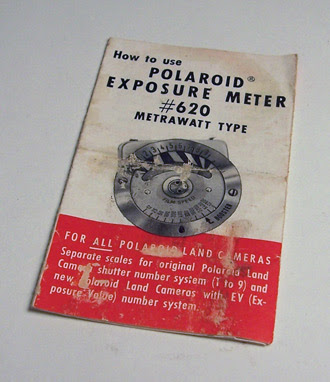 How to use
POLAROID®
EXPOSURE METER
#620
METRAWATT TYPE
FOR ALL POLAROID LAND CAMERAS
Separate scales for original Polaroid Land
Camera shutter number system (1 to 9) and
new Polaroid Land Cameras with EV (Ex-
posure Value) number system.